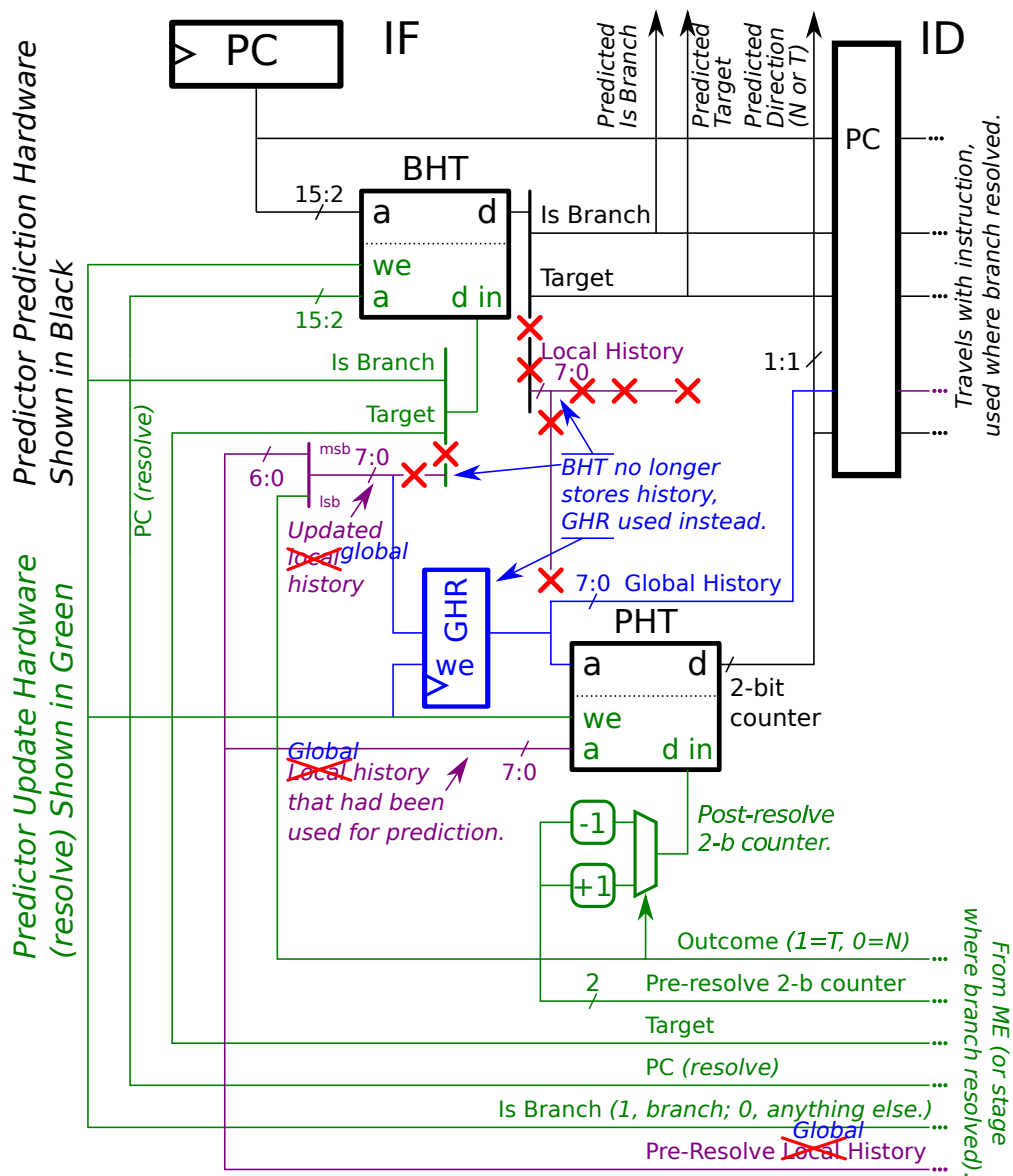 IF
ID
PC
Predicted
Is Branch
Predicted
Target
Predicted
Direction
(N or T)
PC
Travels with instruction,
used where branch resolved.
Predictor Prediction Hardware
Shown in Black
BHT
15:2
a
d
Is Branch
we
Target
a
d in
15:2
Local History
7:0
1:1
Is Branch
Target
PC (resolve)
msb
7:0
6:0
lsb
BHT no longer
stores history,
GHR used instead.
Updated
local global
history
GHR
we
7:0 Global History
PHT
a
d
2-bit
counter
we
a
d in
Global
Local history
7:0
that had been
used for prediction.
Predictor Update Hardware
(resolve) Shown in Green
-1
+1
Post-resolve
2-b counter.
Outcome (1=T, 0=N)
2
Pre-resolve 2-b counter
Target
PC (resolve)
Is Branch (1, branch; 0, anything else.)
Global
Pre-Resolve Local History
From ME (or stage
where branch resolved).
...
...
...
...
...
...
...
...
...
...
...